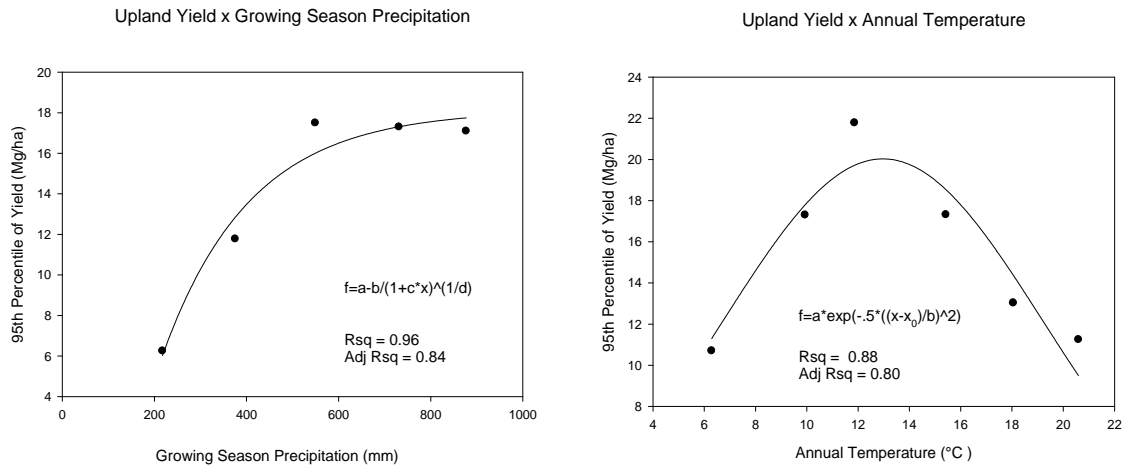 Upland Yield x Growing Season Precipitation
20
18
16
14
12
10
8
6
4
95th Percentile of Yield (Mg/ha)
f=a-b/(1+c*x)^(1/d)
Rsq = 0.96
Adj Rsq = 0.84
0 200 400 600 800 1000
Growing Season Precipitation (mm)
Upland Yield x Annual Temperature
24
22
20
18
16
14
12
10
8
95th Percentile of Yield (Mg/ha)
f=a*exp(-.5*((x-x0)/b)^2)
Rsq = 0.88
Adj Rsq = 0.80
4 6 8 10 12 14 16 18 20 22
Annual Temperature (°C )